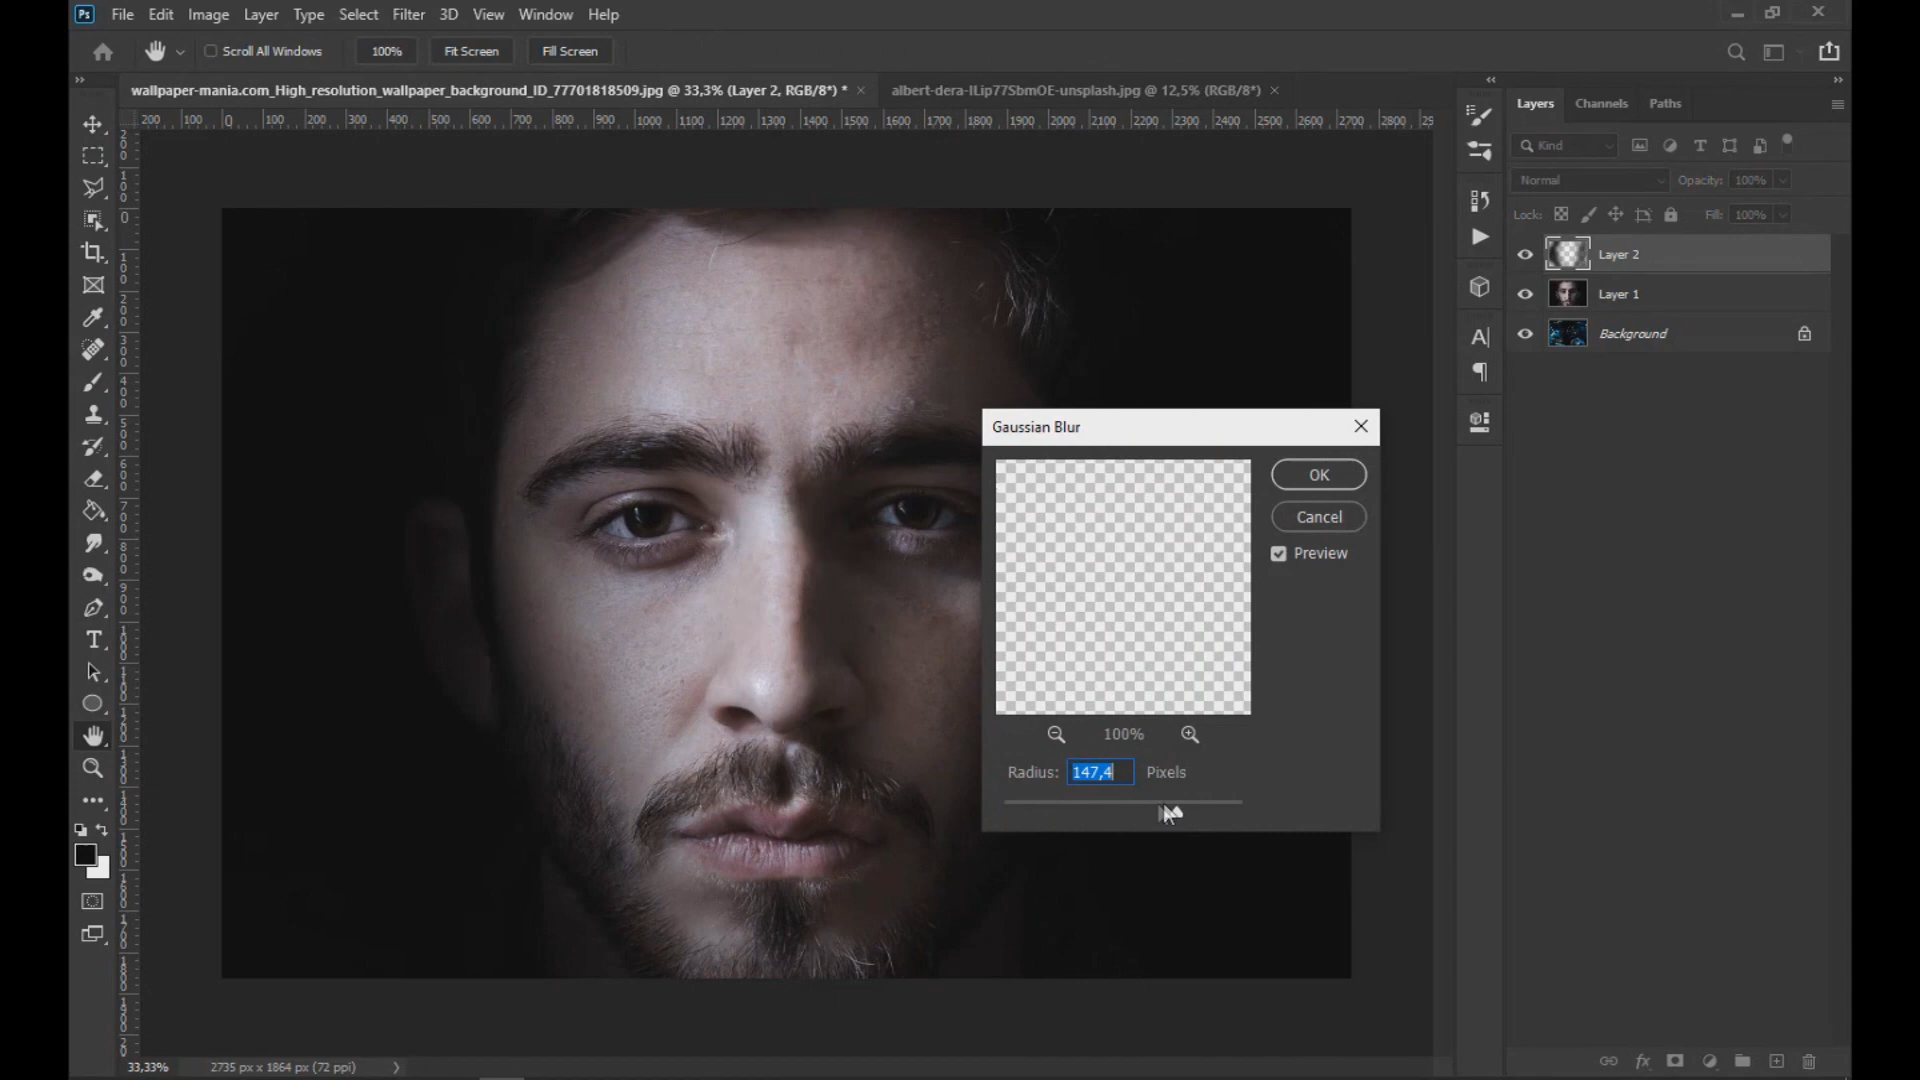 Ps File Edit Image Layer Type Select Filter 3D View Window Help
Scroll All Windows 100% Fit Screen Fill Screen
wallpaper-mania.com_High_resolution_wallpaper_background_ID_77701818509.jpg @ 33,3% (Layer 2, RGB/8*) *
albert-dera-ILip77SbmOE-unsplash.jpg @ 12,5% (RGB/8*)
200 100 0 100 200 300 400 500 600 700 800 900 1000 1100 1200 1300 1400 1500 1600 1700 1800 1900 2000 2100 2200 2300 2400 2500 2600 2700 2800 29
Layers Channels Paths
Kind
Normal Opacity: 100%
Lock: Fill: 100%
Layer 2
Layer 1
Background
Gaussian Blur
OK
Cancel
Preview
100%
Radius: 147,4 Pixels
33,33% 2735 px x 1864 px (72 ppi)